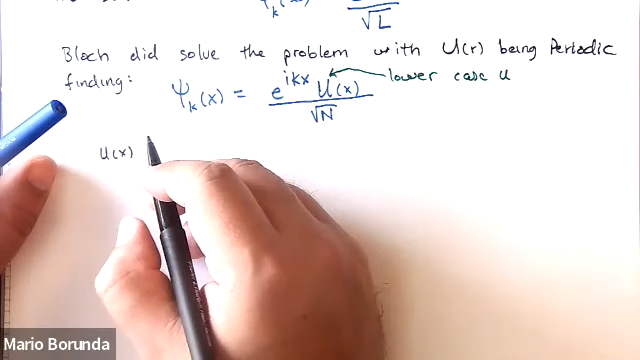 √L
Bloch did solve the problem with U(r) being Periodic
finding: ψk(x) = e^ikx u(x) / √N ← lower case u
u(x)
Mario Borunda